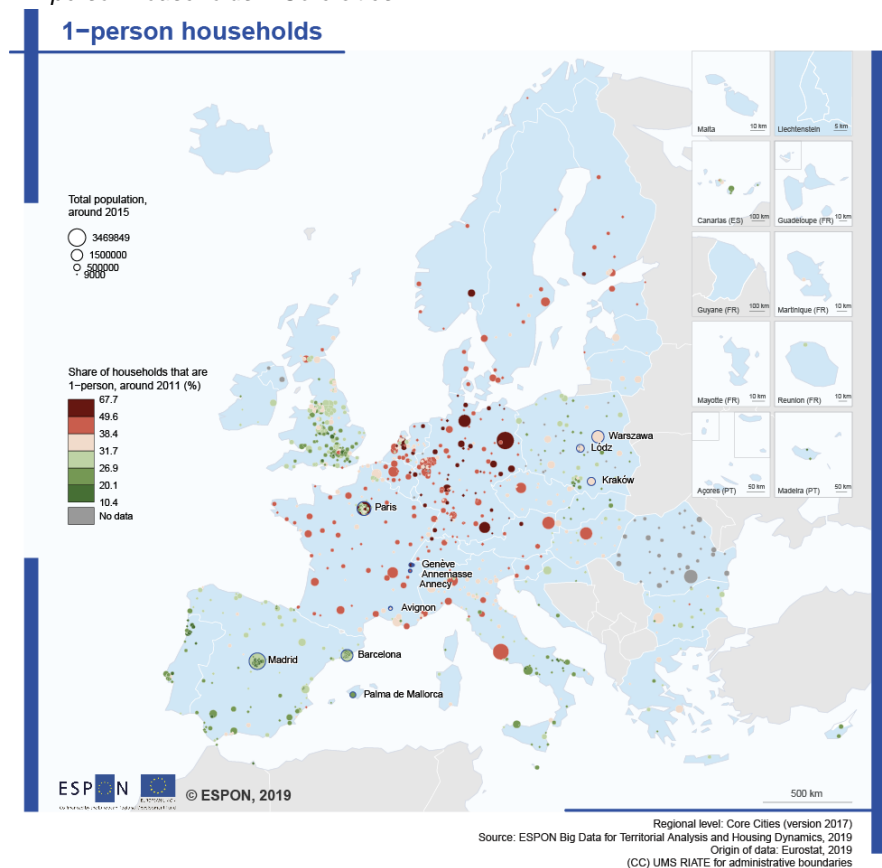 1−person households
Total population,
around 2015
3469849
1500000
500000
9000
Share of households that are
1−person, around 2011 (%)
67.7
49.6
38.4
31.7
26.9
20.1
10.4
No data
Malta
10 km
Liechtenstein
5 km
Canarias (ES)
100 km
Guadeloupe (FR)
10 km
Guyane (FR)
100 km
Martinique (FR)
10 km
Mayotte (FR)
10 km
Reunion (FR)
10 km
Açores (PT)
50 km
Madeira (PT)
50 km
Warszawa
Lódz
Kraków
Paris
Genève
Annemasse
Annecy
Avignon
Madrid
Barcelona
Palma de Mallorca
ESPON
© ESPON, 2019
500 km
Regional level: Core Cities (version 2017)
Source: ESPON Big Data for Territorial Analysis and Housing Dynamics, 2019
Origin of data: Eurostat, 2019
(CC) UMS RIATE for administrative boundaries